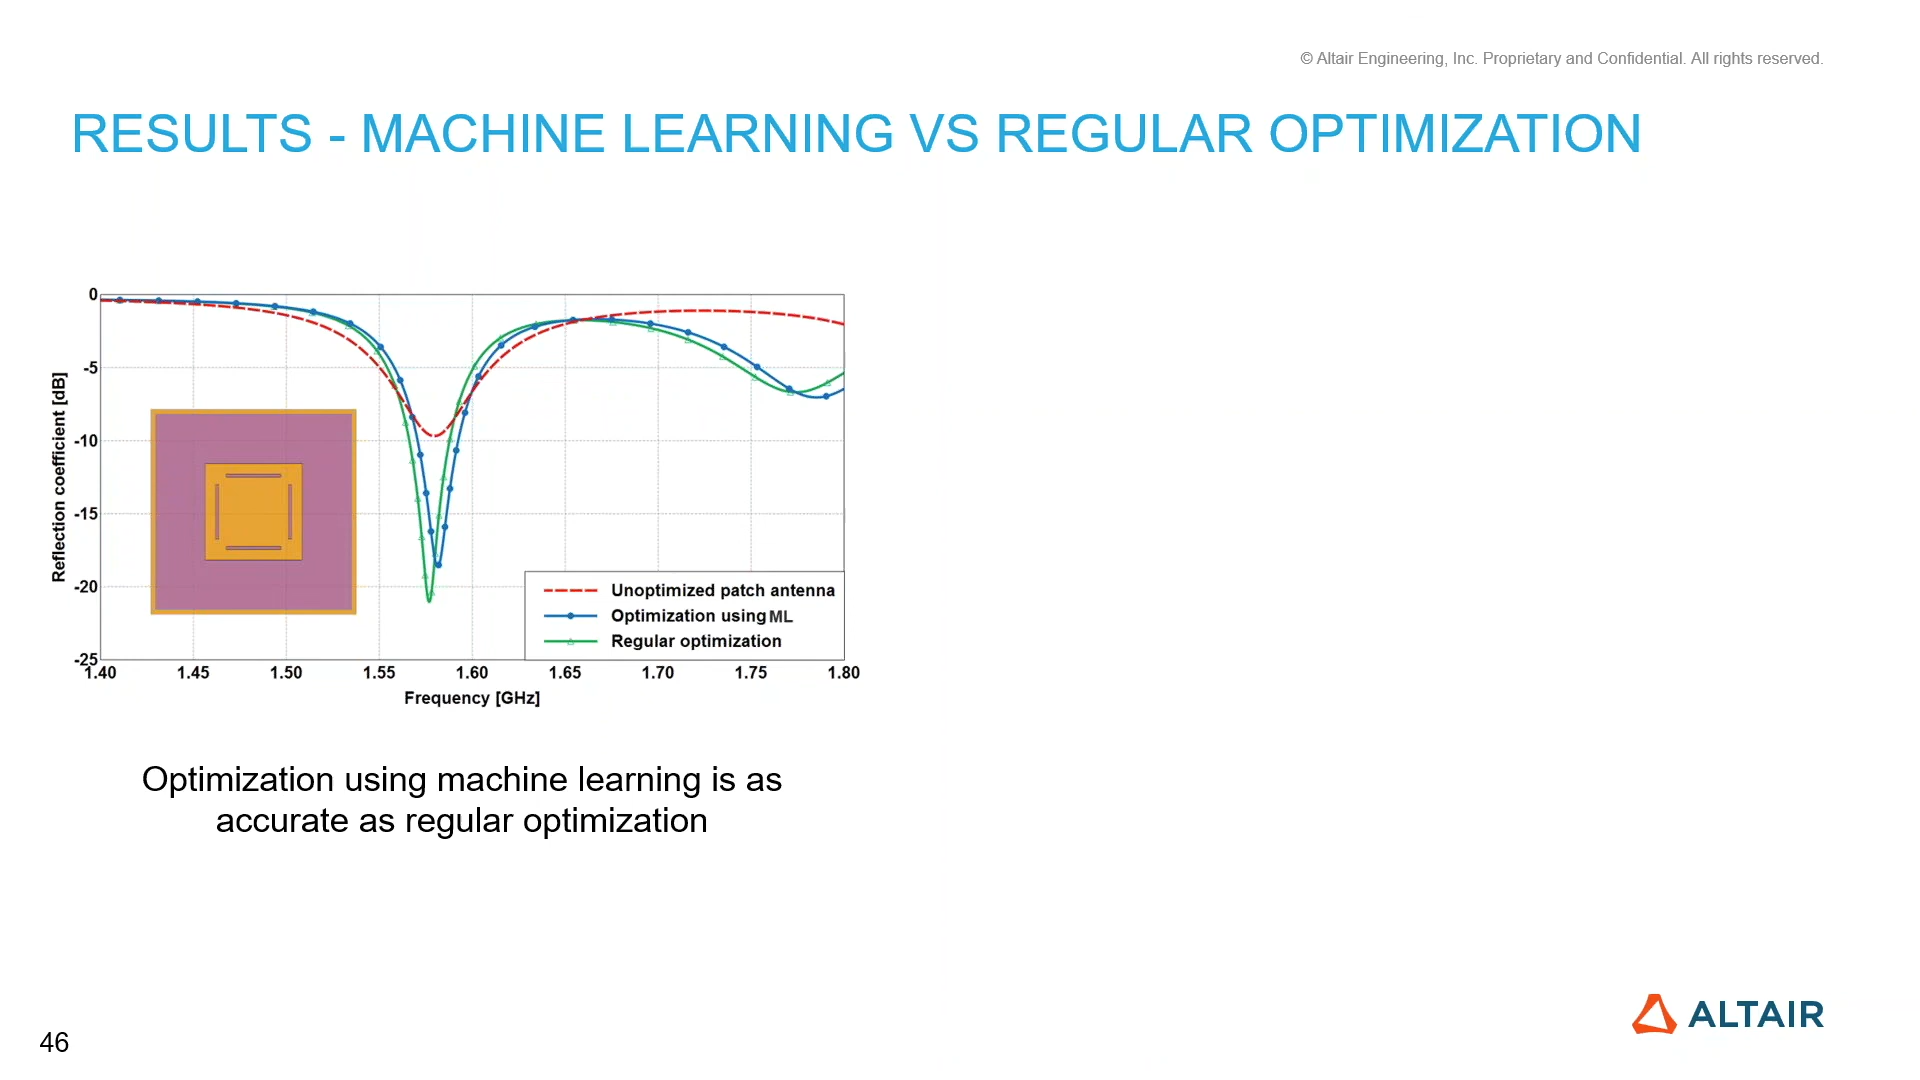 © Altair Engineering, Inc. Proprietary and Confidential. All rights reserved.
RESULTS - MACHINE LEARNING VS REGULAR OPTIMIZATION
0
-5
-10
-15
-20
-25
Reflection coefficient [dB]
Unoptimized patch antenna
Optimization using ML
Regular optimization
1.40 1.45 1.50 1.55 1.60 1.65 1.70 1.75 1.80
Frequency [GHz]
Optimization using machine learning is as
accurate as regular optimization
ALTAIR
46